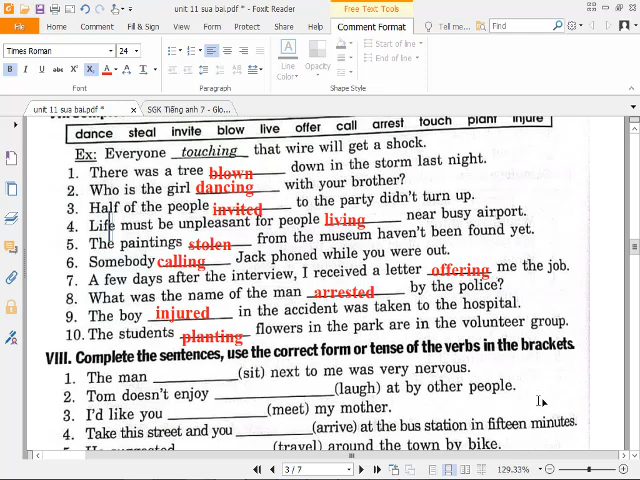 unit 11 sua bai.pdf * - Foxit Reader
Free Text Tools
File Home Comment Fill & Sign View Form Protect Share Help Comment Format Tell me... Find
Times Roman 24 Start of line
End of line
Line Color Opacity
Font Paragraph Shape Style
unit 11 sua bai.pdf * SGK Tiếng anh 7 - Glo...
dance steal invite blow live offer call arrest touch plant injure
Ex: Everyone touching that wire will get a shock.
1. There was a tree blown down in the storm last night.
2. Who is the girl dancing with your brother?
3. Half of the people invited to the party didn't turn up.
4. Life must be unpleasant for people living near busy airport.
5. The paintings stolen from the museum haven't been found yet.
6. Somebody calling Jack phoned while you were out.
7. A few days after the interview, I received a letter offering me the job.
8. What was the name of the man arrested by the police?
9. The boy injured in the accident was taken to the hospital.
10. The students planting flowers in the park are in the volunteer group.
VIII. Complete the sentences, use the correct form or tense of the verbs in the brackets.
1. The man __________ (sit) next to me was very nervous.
2. Tom doesn't enjoy __________ (laugh) at by other people.
3. I'd like you __________ (meet) my mother.
4. Take this street and you __________ (arrive) at the bus station in fifteen minutes.
5. He suggested __________ (travel) around the town by bike.
3 / 7 129.33%